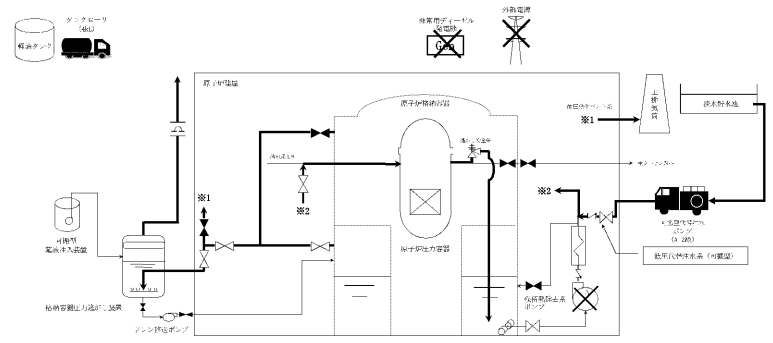 タンクローリ
(4kL)
軽油タンク
非常用ディーゼル
発電機
Gen
外部電源
原子炉建屋
原子炉格納容器
主排気筒
淡水貯水池
※1
※1
※2
※2
可搬型
薬液注入装置
原子炉圧力容器
可搬型代替注水
ポンプ
(A-2級)
低圧代替注水系（可搬型）
残留熱除去系
ポンプ
格納容器圧力逃がし装置
ドレン移送ポンプ